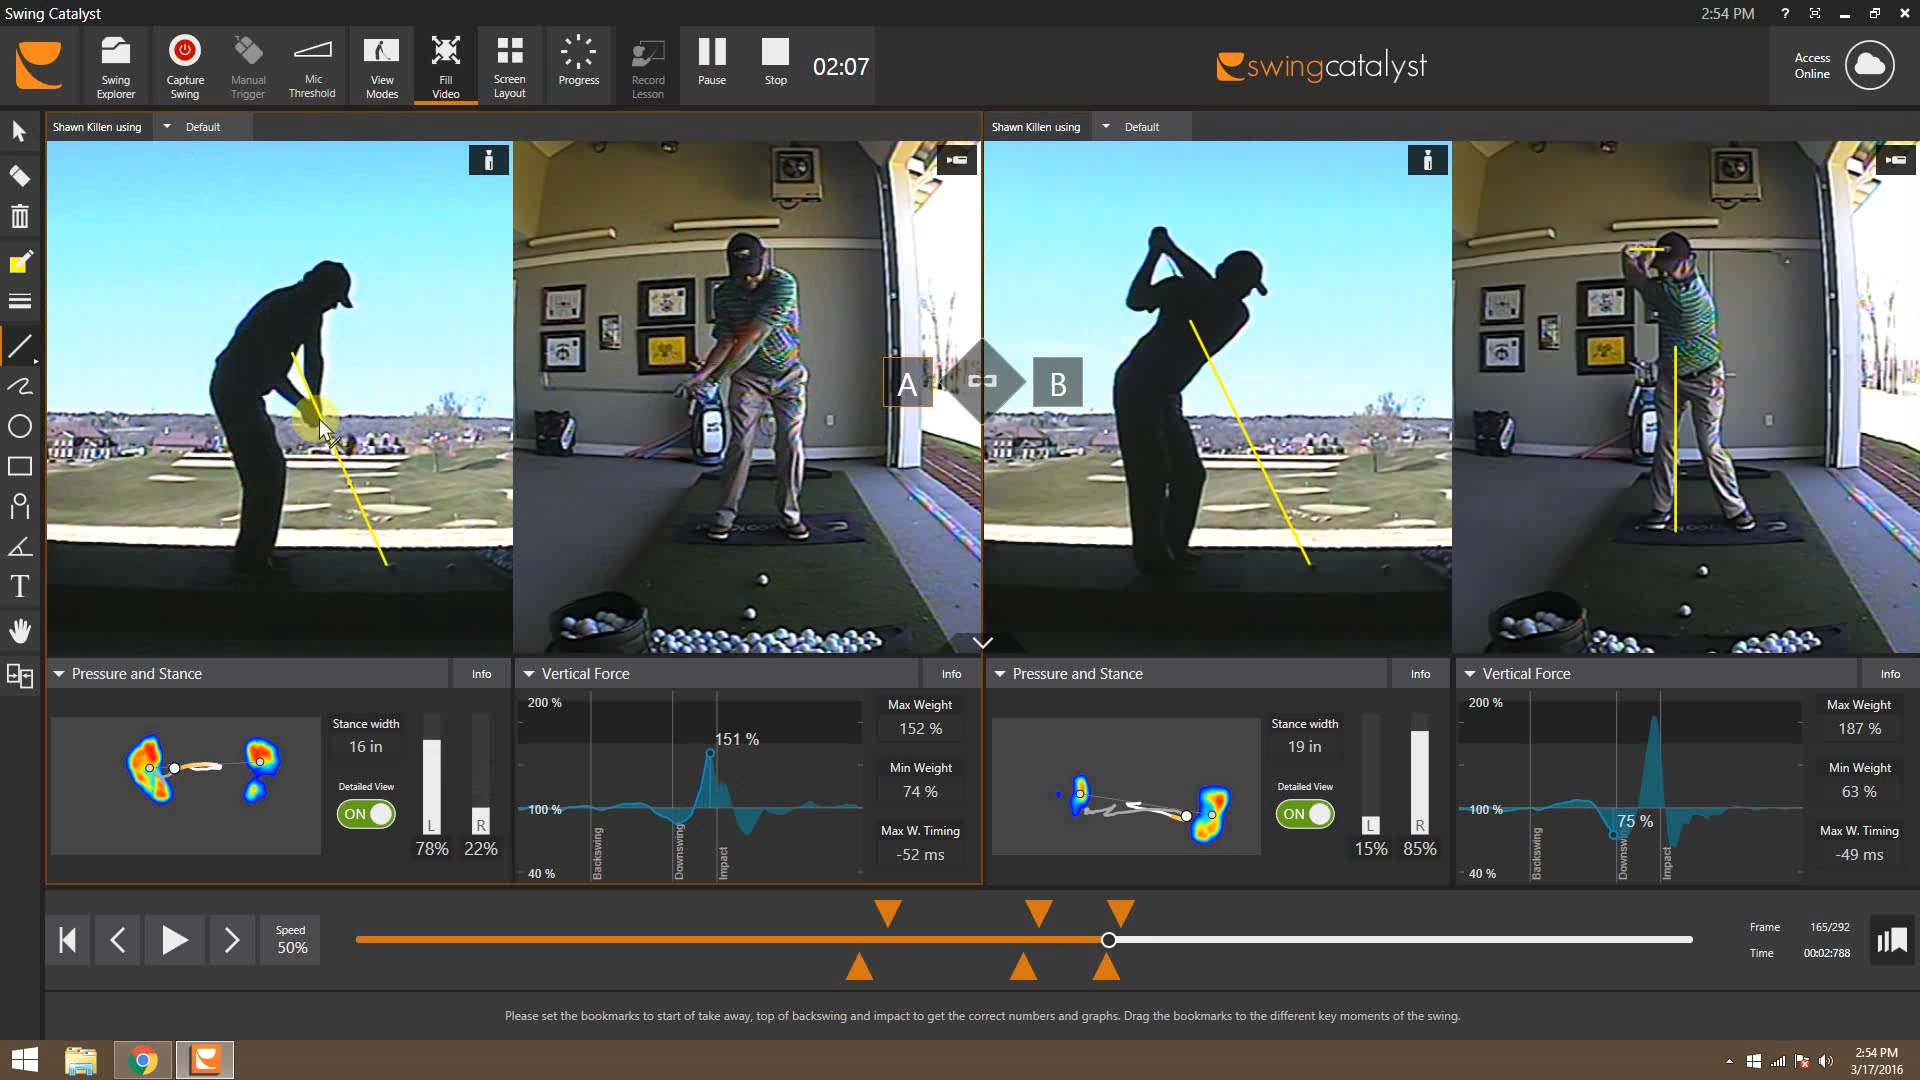 Swing Catalyst
2:54 PM
?
Swing
Explorer
Capture
Swing
Manual
Trigger
Mic
Threshold
View
Modes
Fill
Video
Screen
Layout
Progress
Record
Lesson
Pause
Stop
02:07
swingcatalyst
Access
Online
Shawn Killen using
Default
Shawn Killen using
Default
A
B
T
Pressure and Stance
Info
Vertical Force
Info
Pressure and Stance
Info
Vertical Force
Info
Stance width
16 in
Detailed View
ON
L
R
78%
22%
200 %
100 %
40 %
151 %
Backswing
Downswing
Impact
Max Weight
152 %
Min Weight
74 %
Max W. Timing
-52 ms
Stance width
19 in
Detailed View
ON
L
R
15%
85%
200 %
100 %
40 %
75 %
Backswing
Downswing
Impact
Max Weight
187 %
Min Weight
63 %
Max W. Timing
-49 ms
Speed
50%
Frame 165/292
Time 00:02:788
Please set the bookmarks to start of take away, top of backswing and impact to get the correct numbers and graphs. Drag the bookmarks to the different key moments of the swing.
2:54 PM
3/17/2016